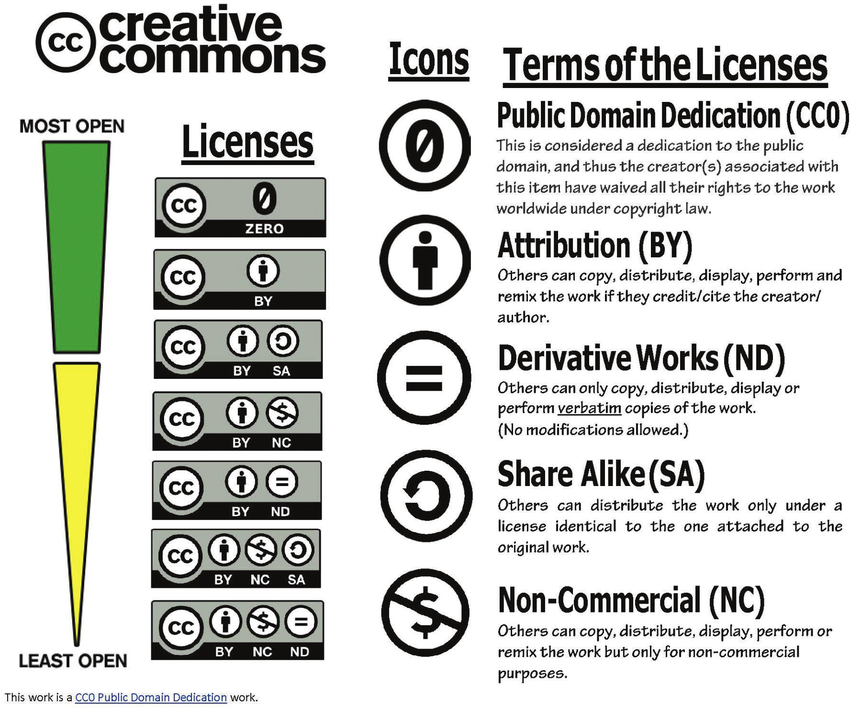 cc creative
commons
MOST OPEN
Licenses
cc 0
ZERO
cc
BY
cc
BY SA
cc $
BY NC
cc =
BY ND
cc $
BY NC SA
cc $ =
BY NC ND
LEAST OPEN
Icons
0
=
$
Terms of the Licenses
Public Domain Dedication (CC0)
This is considered a dedication to the public
domain, and thus the creator(s) associated with
this item have waived all their rights to the work
worldwide under copyright law.
Attribution (BY)
Others can copy, distribute, display, perform and
remix the work if they credit/cite the creator/
author.
Derivative Works (ND)
Others can only copy, distribute, display or
perform verbatim copies of the work.
(No modifications allowed.)
Share Alike (SA)
Others can distribute the work only under a
license identical to the one attached to the
original work.
Non-Commercial (NC)
Others can copy, distribute, display, perform or
remix the work but only for non-commercial
purposes.
This work is a CC0 Public Domain Dedication work.